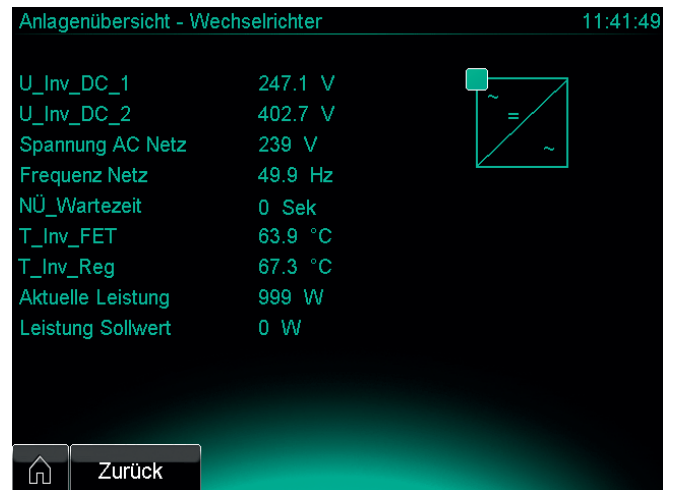 Anlagenübersicht - Wechselrichter 11:41:49
U_Inv_DC_1 247.1 V
U_Inv_DC_2 402.7 V
Spannung AC Netz 239 V
Frequenz Netz 49.9 Hz
NÜ_Wartezeit 0 Sek
T_Inv_FET 63.9 °C
T_Inv_Reg 67.3 °C
Aktuelle Leistung 999 W
Leistung Sollwert 0 W
~
=
~
Zurück